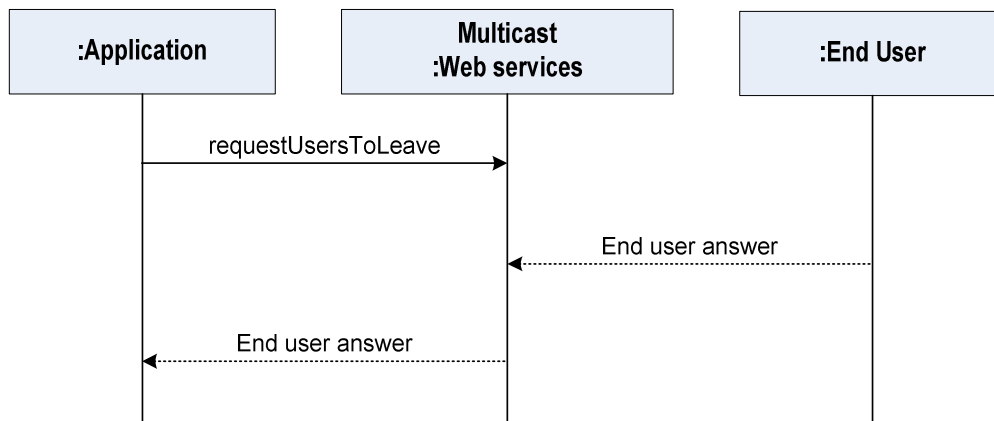 :Application
Multicast
:Web services
:End User
requestUsersToLeave
End user answer
End user answer